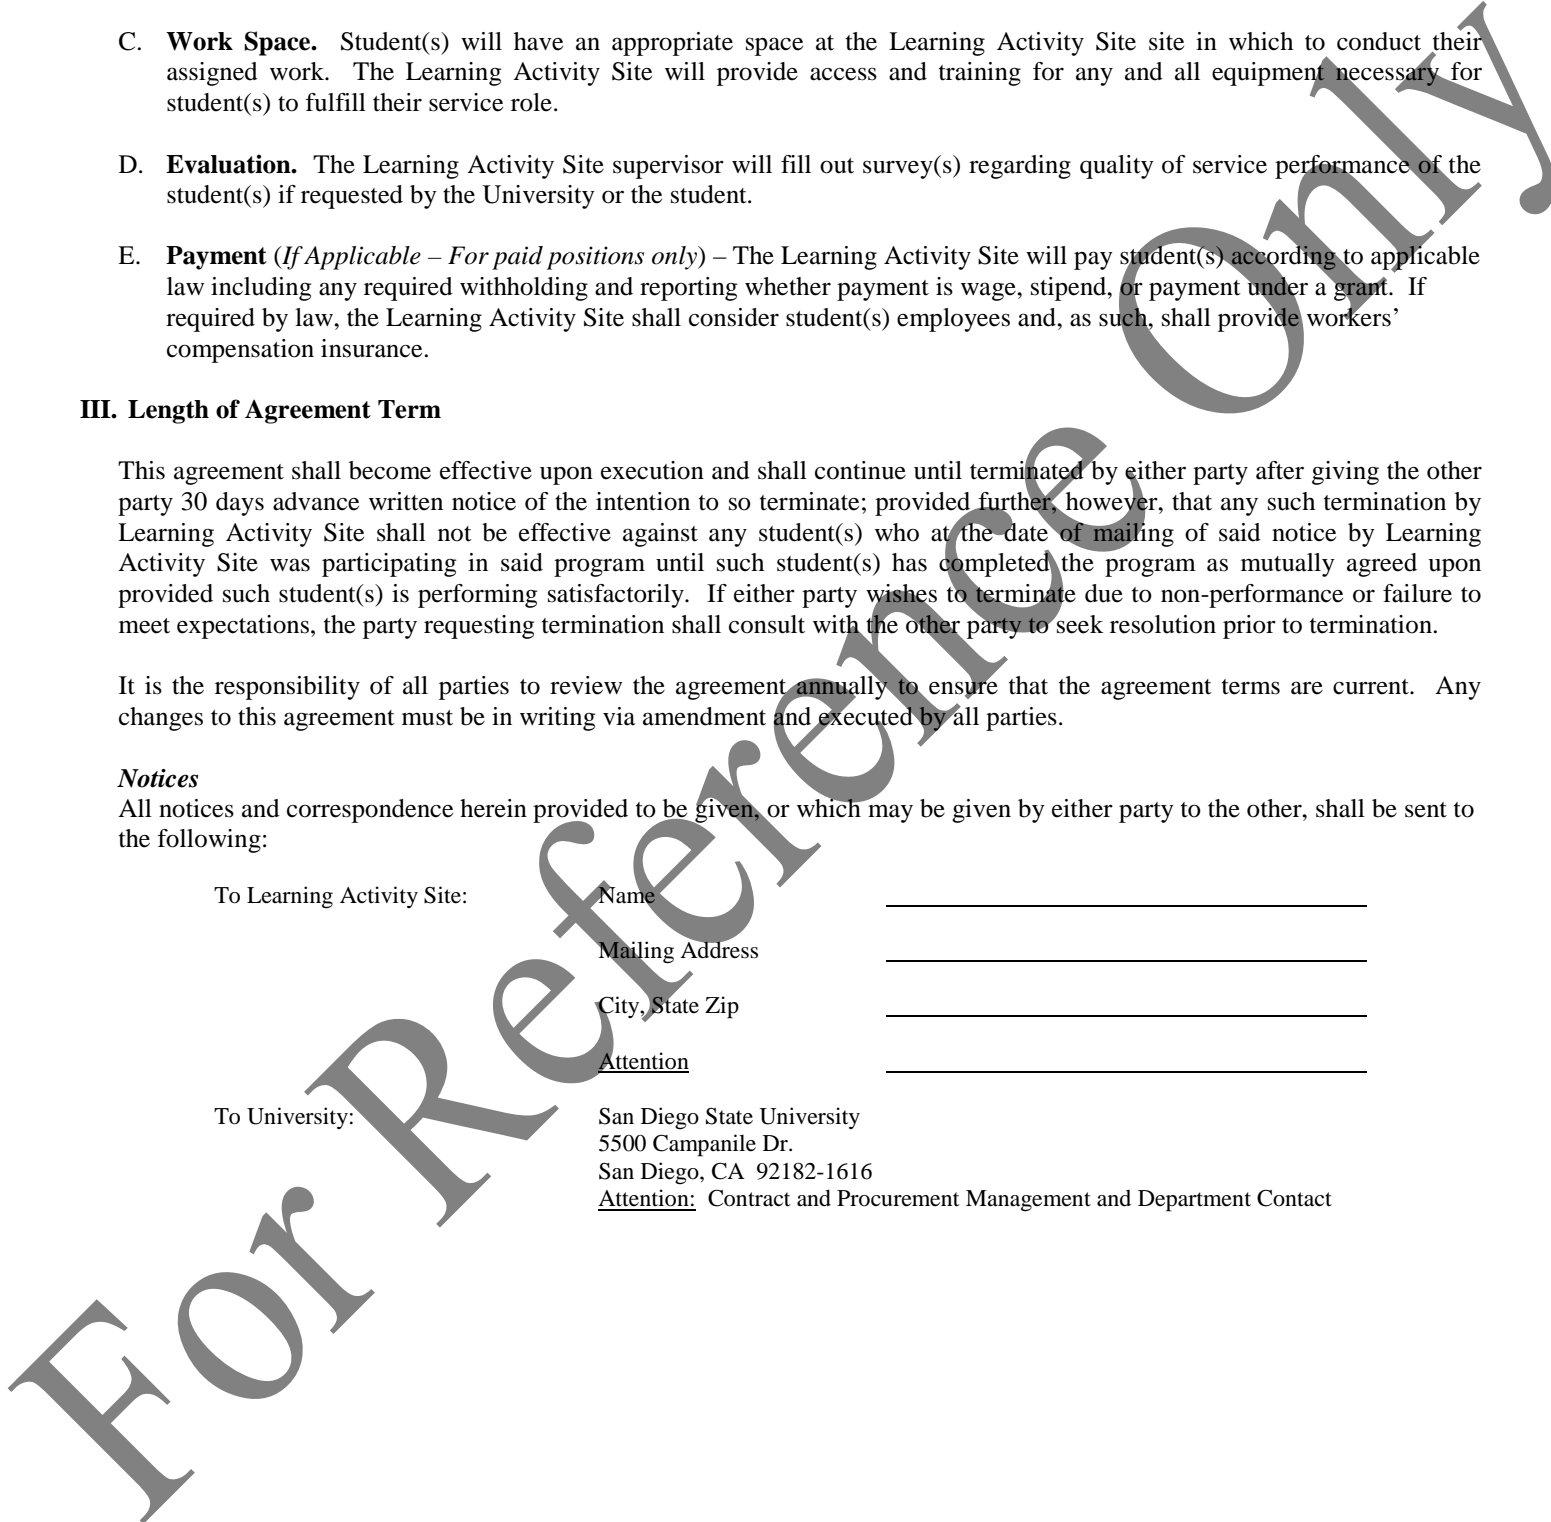 C. Work Space. Student(s) will have an appropriate space at the Learning Activity Site site in which to conduct their
assigned work. The Learning Activity Site will provide access and training for any and all equipment necessary for
student(s) to fulfill their service role.
D. Evaluation. The Learning Activity Site supervisor will fill out survey(s) regarding quality of service performance of the
student(s) if requested by the University or the student.
E. Payment (If Applicable – For paid positions only) – The Learning Activity Site will pay student(s) according to applicable
law including any required withholding and reporting whether payment is wage, stipend, or payment under a grant. If
required by law, the Learning Activity Site shall consider student(s) employees and, as such, shall provide workers’
compensation insurance.
III. Length of Agreement Term
This agreement shall become effective upon execution and shall continue until terminated by either party after giving the other
party 30 days advance written notice of the intention to so terminate; provided further, however, that any such termination by
Learning Activity Site shall not be effective against any student(s) who at the date of mailing of said notice by Learning
Activity Site was participating in said program until such student(s) has completed the program as mutually agreed upon
provided such student(s) is performing satisfactorily. If either party wishes to terminate due to non-performance or failure to
meet expectations, the party requesting termination shall consult with the other party to seek resolution prior to termination.
It is the responsibility of all parties to review the agreement annually to ensure that the agreement terms are current. Any
changes to this agreement must be in writing via amendment and executed by all parties.
Notices
All notices and correspondence herein provided to be given, or which may be given by either party to the other, shall be sent to
the following:
To Learning Activity Site: Name
Mailing Address
City, State Zip
Attention
To University: San Diego State University
5500 Campanile Dr.
San Diego, CA 92182-1616
Attention: Contract and Procurement Management and Department Contact
For Reference Only